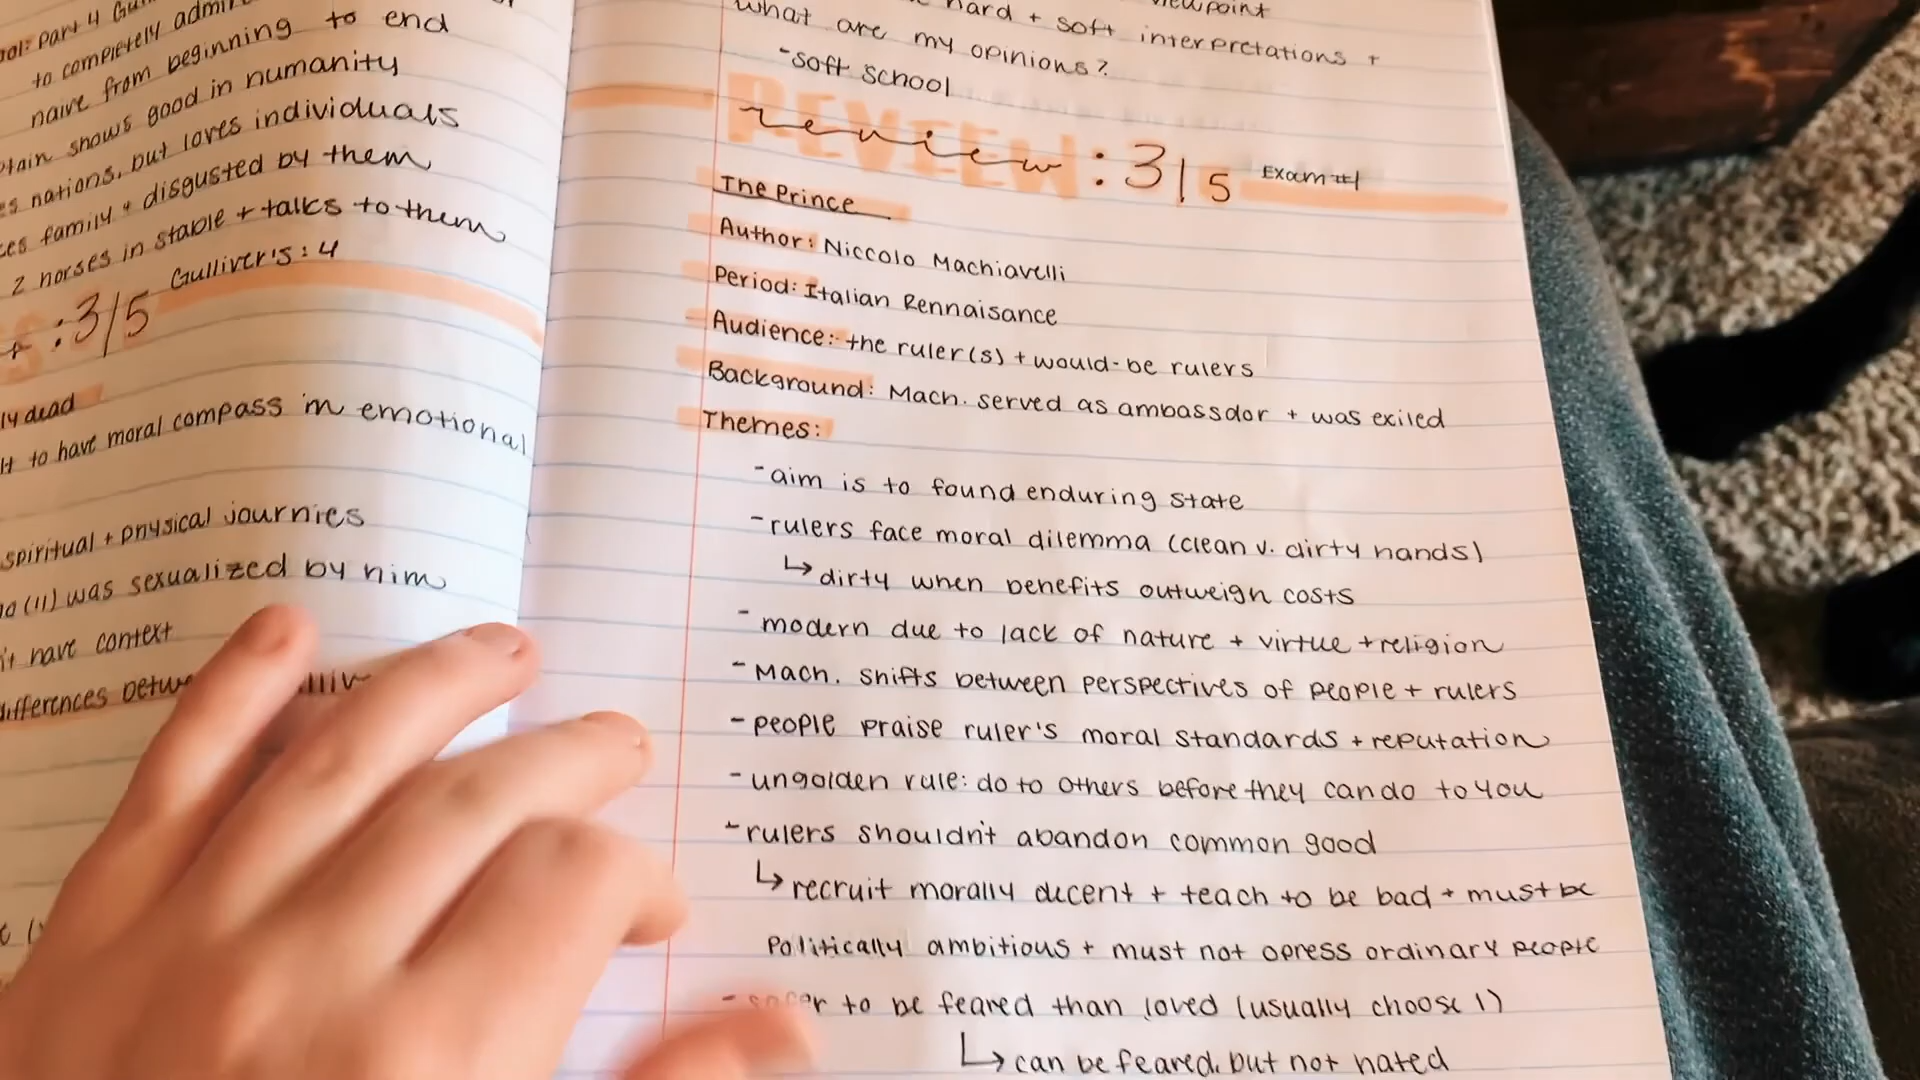 to completely
naive from beginning to end
shows good in humanity
nations, but loves individuals
family + disgusted by them
2 horses in stable + talks to them
: 3/5 Gulliver's: 4
dead
to have moral compass in emotional
spiritual + physical journies
(11) was sexualized by him
have context
differences
viewpoint
hard + soft interpretations +
what are my opinions?
-soft school
REVIEW
review: 3/5 Exam #1
The Prince
Author: Niccolo Machiavelli
Period: Italian Rennaisance
Audience: the ruler(s) + would-be rulers
Background: Mach. served as ambassdor + was exiled
Themes:
-aim is to found enduring state
-rulers face moral dilemma (clean v. dirty hands)
↳ dirty when benefits outweigh costs
- modern due to lack of nature + virtue + religion
- Mach. shifts between perspectives of people + rulers
- people praise ruler's moral standards + reputation
- ungolden rule: do to others before they can do to you
-rulers shouldn't abandon common good
↳ recruit morally decent + teach to be bad + must be
Politically ambitious + must not opress ordinary people
- safer to be feared than loved (usually choose 1)
↳ can be feared, but not hated